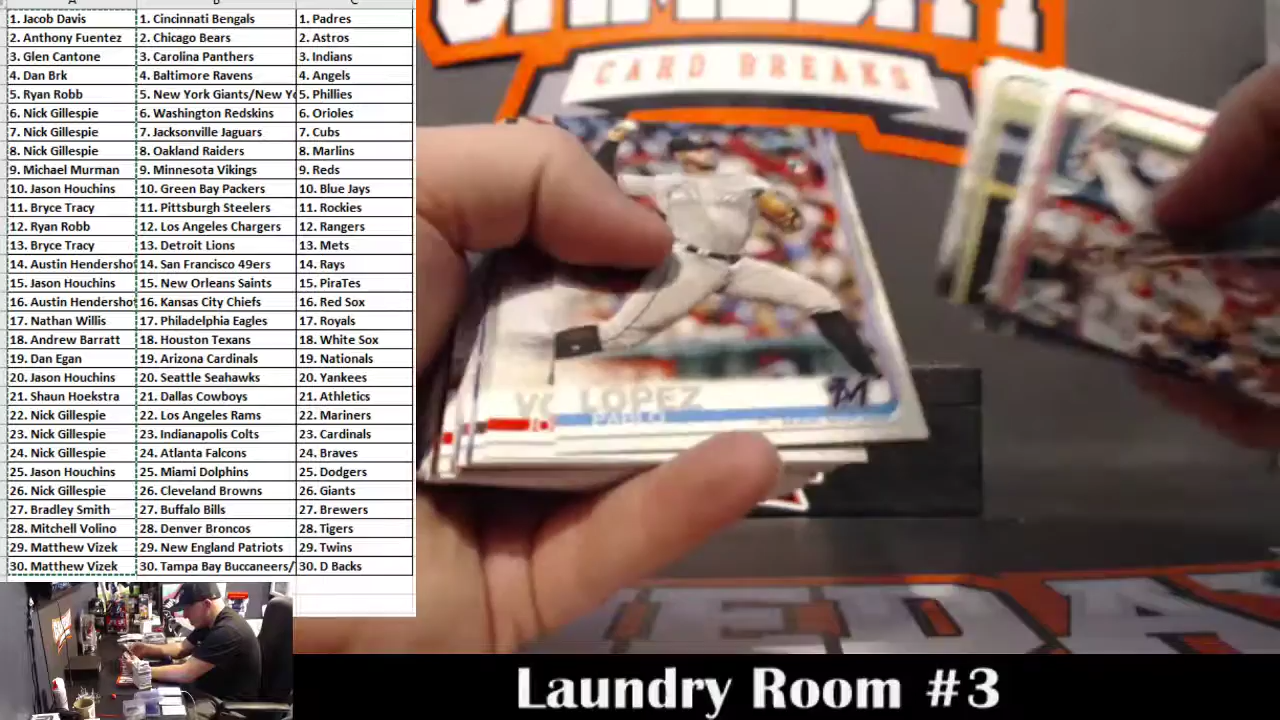 1. Jacob Davis 1. Cincinnati Bengals 1. Padres
2. Anthony Fuentez 2. Chicago Bears 2. Astros
3. Glen Cantone 3. Carolina Panthers 3. Indians
4. Dan Brk 4. Baltimore Ravens 4. Angels
5. Ryan Robb 5. New York Giants/New Yo 5. Phillies
6. Nick Gillespie 6. Washington Redskins 6. Orioles
7. Nick Gillespie 7. Jacksonville Jaguars 7. Cubs
8. Nick Gillespie 8. Oakland Raiders 8. Marlins
9. Michael Murman 9. Minnesota Vikings 9. Reds
10. Jason Houchins 10. Green Bay Packers 10. Blue Jays
11. Bryce Tracy 11. Pittsburgh Steelers 11. Rockies
12. Ryan Robb 12. Los Angeles Chargers 12. Rangers
13. Bryce Tracy 13. Detroit Lions 13. Mets
14. Austin Hendershot 14. San Francisco 49ers 14. Rays
15. Jason Houchins 15. New Orleans Saints 15. PiraTes
16. Austin Hendershot 16. Kansas City Chiefs 16. Red Sox
17. Nathan Willis 17. Philadelphia Eagles 17. Royals
18. Andrew Barratt 18. Houston Texans 18. White Sox
19. Dan Egan 19. Arizona Cardinals 19. Nationals
20. Jason Houchins 20. Seattle Seahawks 20. Yankees
21. Shaun Hoekstra 21. Dallas Cowboys 21. Athletics
22. Nick Gillespie 22. Los Angeles Rams 22. Mariners
23. Nick Gillespie 23. Indianapolis Colts 23. Cardinals
24. Nick Gillespie 24. Atlanta Falcons 24. Braves
25. Jason Houchins 25. Miami Dolphins 25. Dodgers
26. Nick Gillespie 26. Cleveland Browns 26. Giants
27. Bradley Smith 27. Buffalo Bills 27. Brewers
28. Mitchell Volino 28. Denver Broncos 28. Tigers
29. Matthew Vizek 29. New England Patriots 29. Twins
30. Matthew Vizek 30. Tampa Bay Buccaneers/ 30. D Backs
CARD BREAKS
LOPEZ
PABLO
M
Laundry Room #3